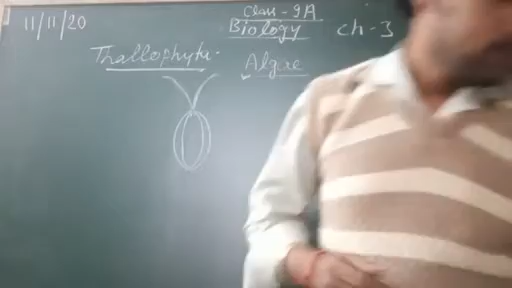 11/11/20
Class - 9A
Biology ch-3
Thallophyta.
Algae